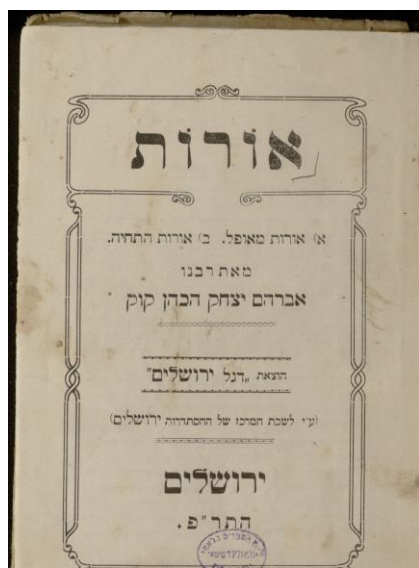 אורות
א) אורות מאופל. ב) אורות התחיה.
מאת רבנו
אברהם יצחק הכהן קוק
הוצאת „דגל ירושלים"
(ע״י לשכת המרכז של ההסתדרות ירושלים)
ירושלים
התר״פ.